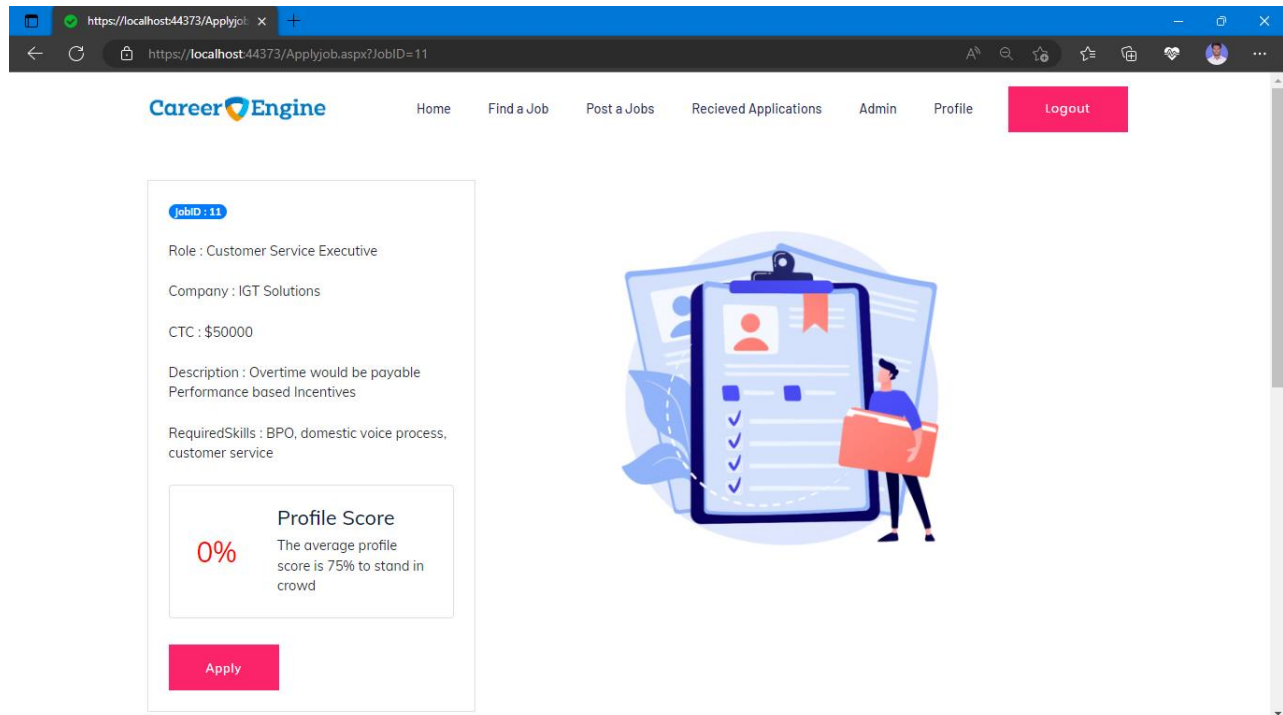 https://localhost:44373/Applyjob
https://localhost:44373/Applyjob.aspx?JobID=11
Career Engine
Home Find a Job Post a Jobs Recieved Applications Admin Profile Logout
JobID : 11
Role : Customer Service Executive
Company : IGT Solutions
CTC : $50000
Description : Overtime would be payable
Performance based Incentives
RequiredSkills : BPO, domestic voice process,
customer service
Profile Score
0%
The average profile
score is 75% to stand in
crowd
Apply